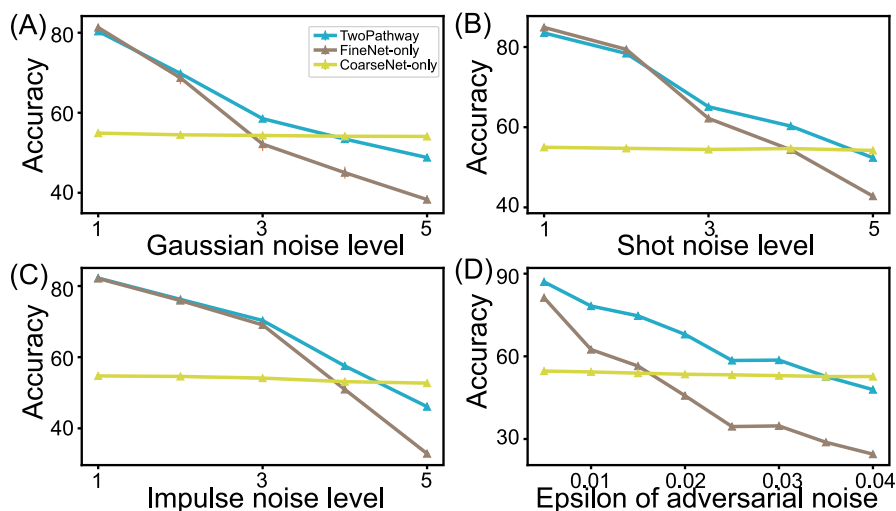 (A)
Accuracy
80
60
40
TwoPathway
FineNet-only
CoarseNet-only
1 3 5
Gaussian noise level
(B)
Accuracy
80
60
40
1 3 5
Shot noise level
(C)
Accuracy
80
60
40
1 3 5
Impulse noise level
(D)
Accuracy
90
60
30
0.01 0.02 0.03 0.04
Epsilon of adversarial noise